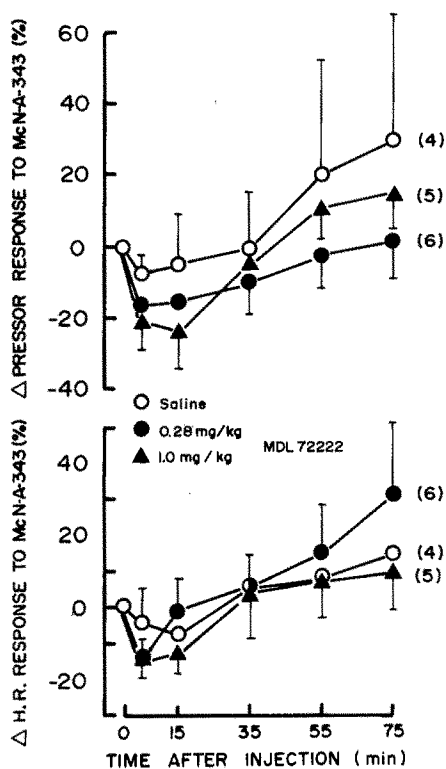 △ PRESSOR RESPONSE TO McN-A-343 (%)
60
40
20
0
-20
-40
(4)
(5)
(6)
○ Saline
● 0.28 mg/kg
▲ 1.0 mg / kg
MDL 72222
△ H.R. RESPONSE TO McN-A-343 (%)
40
20
0
-20
(6)
(4)
(5)
0 15 35 55 75
TIME AFTER INJECTION (min)